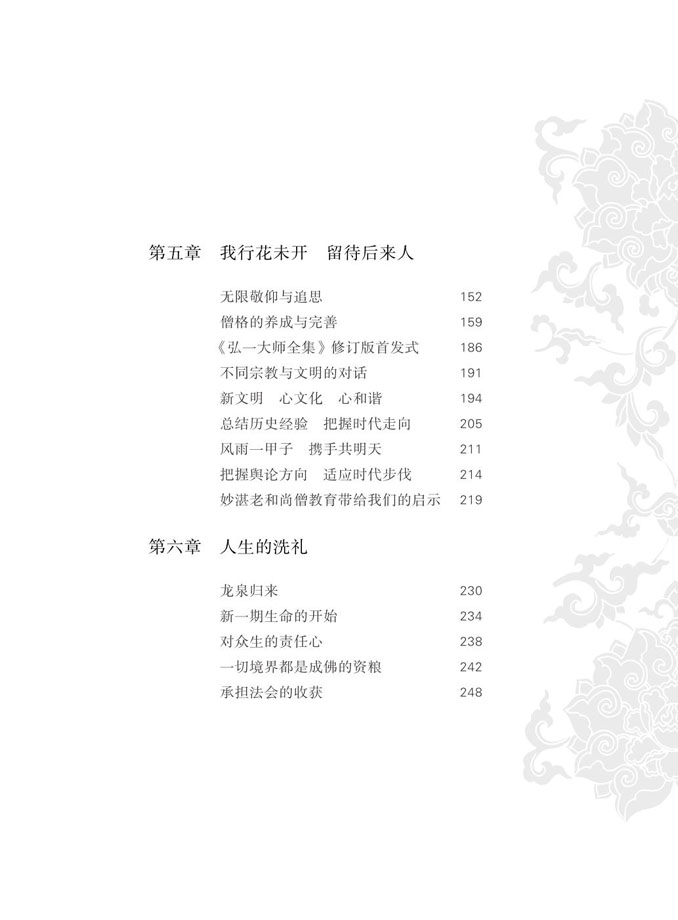 第五章　我行花未开　留待后来人
无限敬仰与追思 152
僧格的养成与完善 159
《弘一大师全集》修订版首发式 186
不同宗教与文明的对话 191
新文明　心文化　心和谐 194
总结历史经验　把握时代走向 205
风雨一甲子　携手共明天 211
把握舆论方向　适应时代步伐 214
妙湛老和尚僧教育带给我们的启示 219
第六章　人生的洗礼
龙泉归来 230
新一期生命的开始 234
对众生的责任心 238
一切境界都是成佛的资粮 242
承担法会的收获 248